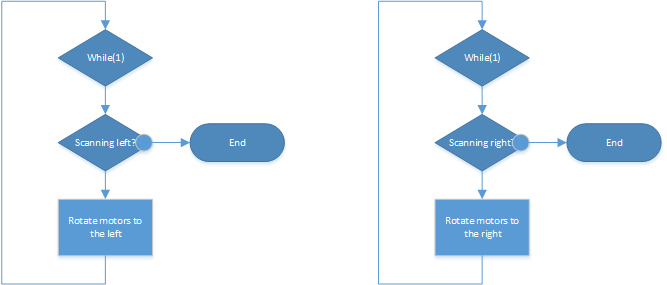 While(1)
Scanning left?
End
Rotate motors to
the left
While(1)
Scanning right?
End
Rotate motors to
the right